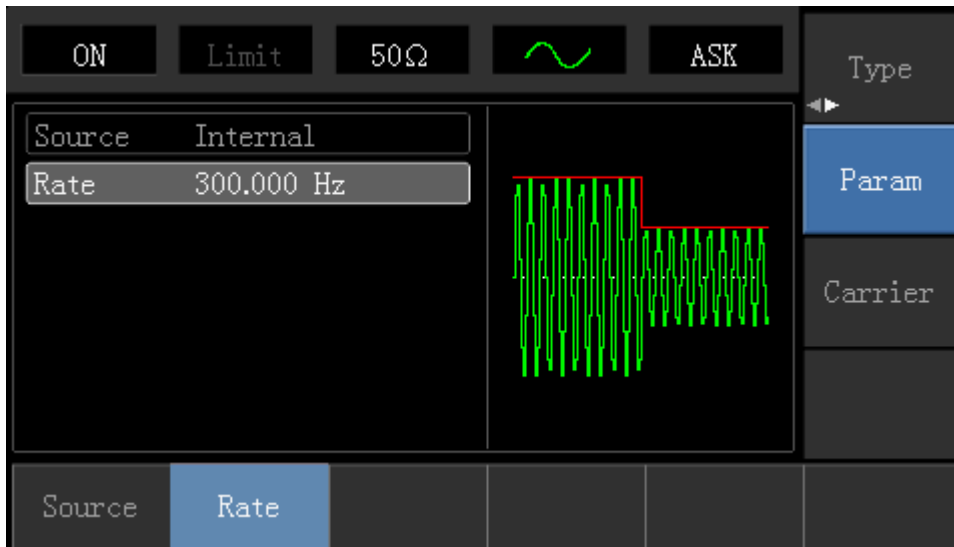 ON Limit 50Ω ASK
Type
Source Internal
Rate 300.000 Hz
Param
Carrier
Source Rate